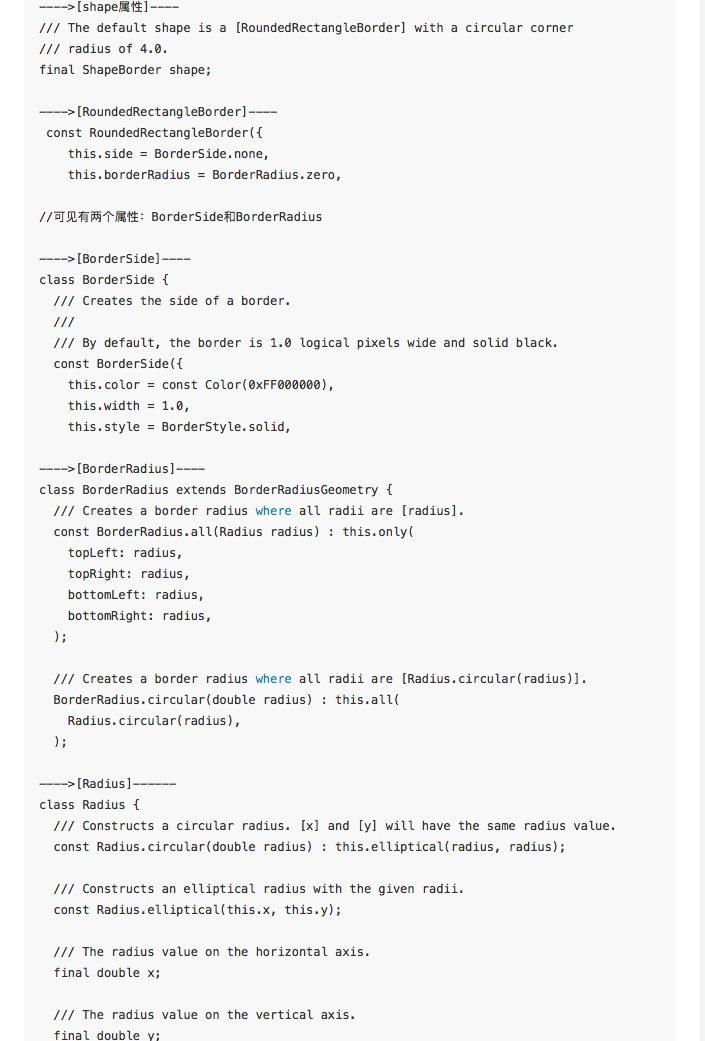 ---->[shape属性]----
/// The default shape is a [RoundedRectangleBorder] with a circular corner
/// radius of 4.0.
final ShapeBorder shape;
---->[RoundedRectangleBorder]----
const RoundedRectangleBorder({
this.side = BorderSide.none,
this.borderRadius = BorderRadius.zero,
//可见有两个属性：BorderSide和BorderRadius
---->[BorderSide]----
class BorderSide {
/// Creates the side of a border.
///
/// By default, the border is 1.0 logical pixels wide and solid black.
const BorderSide({
this.color = const Color(0xFF000000),
this.width = 1.0,
this.style = BorderStyle.solid,
---->[BorderRadius]----
class BorderRadius extends BorderRadiusGeometry {
/// Creates a border radius where all radii are [radius].
const BorderRadius.all(Radius radius) : this.only(
topLeft: radius,
topRight: radius,
bottomLeft: radius,
bottomRight: radius,
);
/// Creates a border radius where all radii are [Radius.circular(radius)].
BorderRadius.circular(double radius) : this.all(
Radius.circular(radius),
);
---->[Radius]------
class Radius {
/// Constructs a circular radius. [x] and [y] will have the same radius value.
const Radius.circular(double radius) : this.elliptical(radius, radius);
/// Constructs an elliptical radius with the given radii.
const Radius.elliptical(this.x, this.y);
/// The radius value on the horizontal axis.
final double x;
/// The radius value on the vertical axis.
final double y;